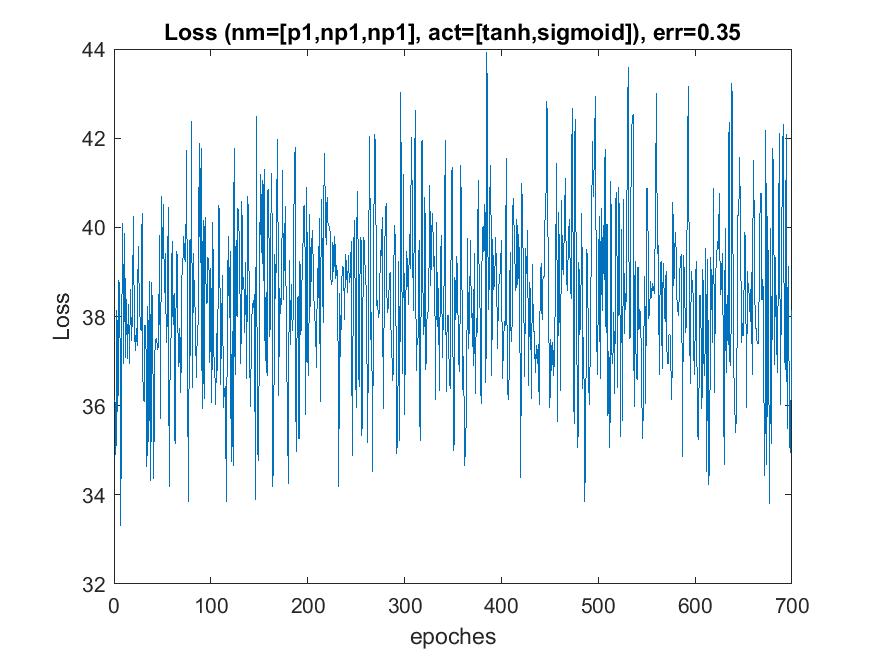 Loss (nm=[p1,np1,np1], act=[tanh,sigmoid]), err=0.35
44
42
40
38
36
34
32
Loss
0 100 200 300 400 500 600 700
epoches